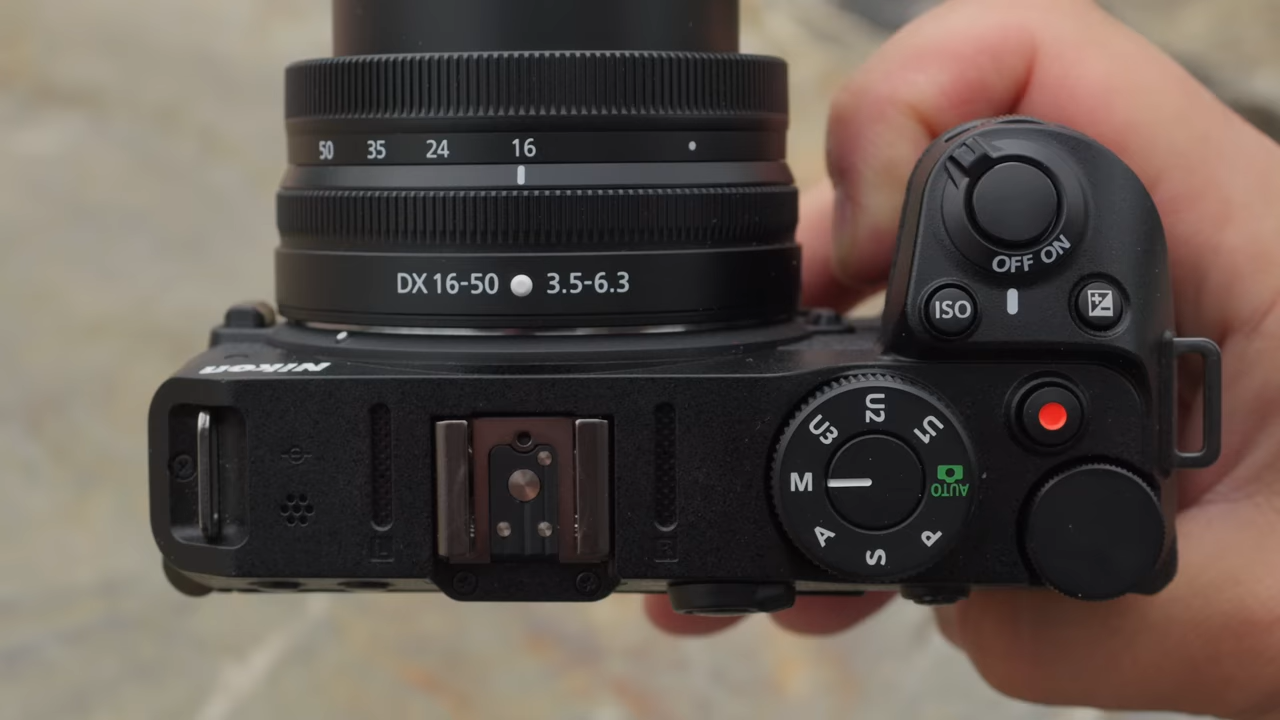 50 35 24 16
DX 16-50 3.5-6.3
OFF ON
ISO
Nikon
U3 U2 U1
M AUTO
A S P